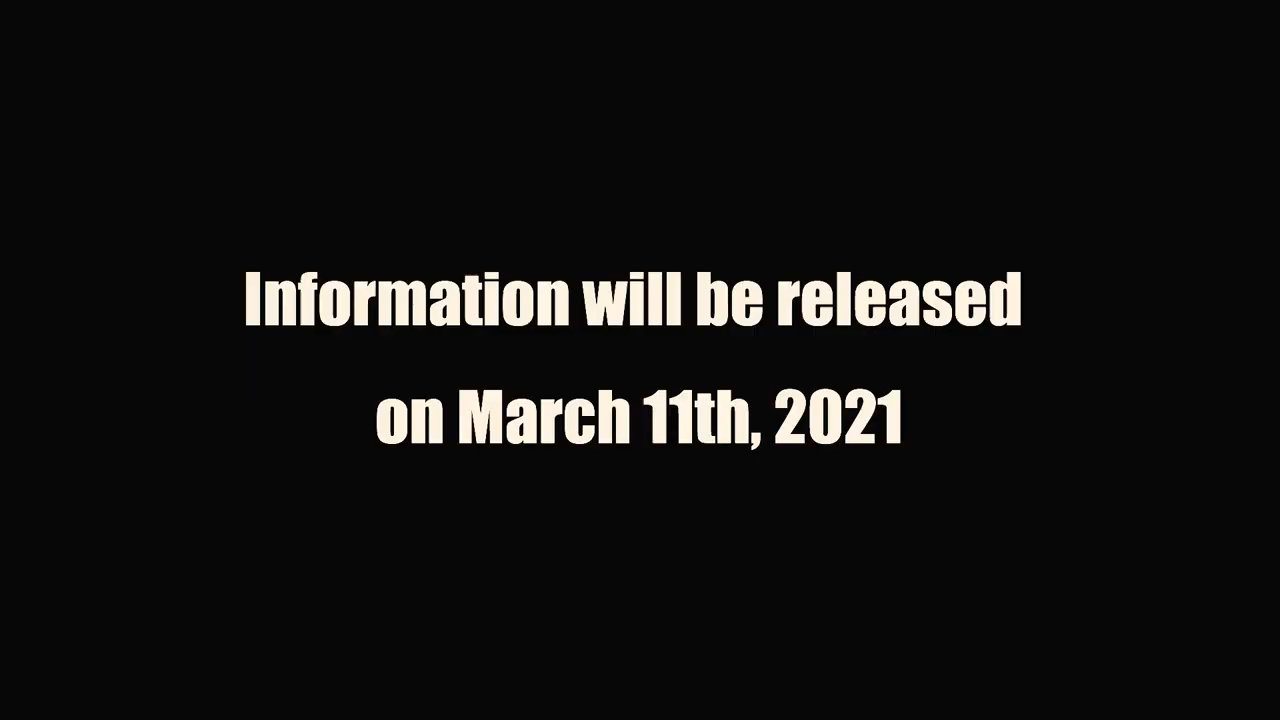 Information will be released
on March 11th, 2021